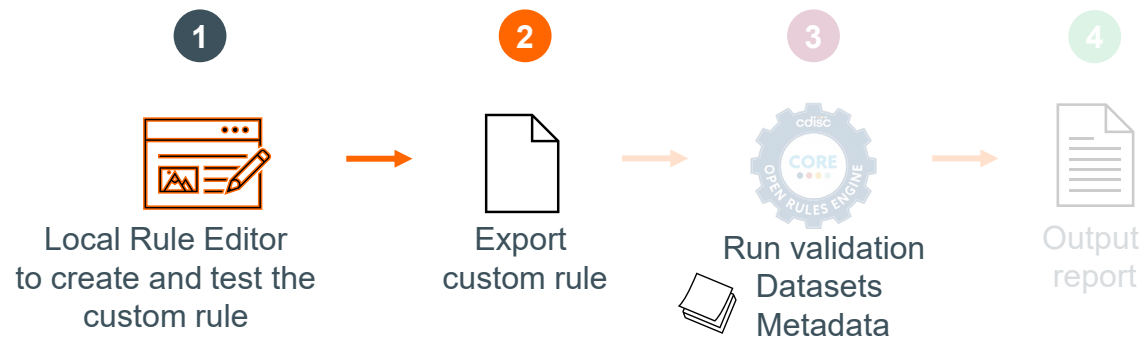 1
2
3
4
cdisc
CORE
OPEN RULES ENGINE
Local Rule Editor
to create and test the
custom rule
Export
custom rule
Run validation
Datasets
Metadata
Output
report